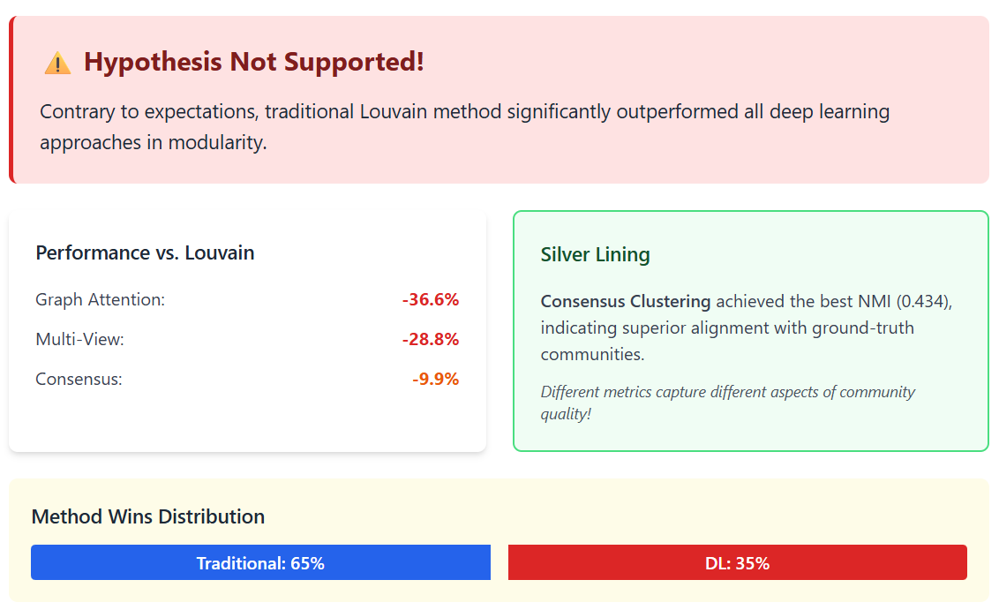 ⚠️ Hypothesis Not Supported!
Contrary to expectations, traditional Louvain method significantly outperformed all deep learning
approaches in modularity.
Performance vs. Louvain
Graph Attention: -36.6%
Multi-View: -28.8%
Consensus: -9.9%
Silver Lining
Consensus Clustering achieved the best NMI (0.434),
indicating superior alignment with ground-truth
communities.
Different metrics capture different aspects of community
quality!
Method Wins Distribution
Traditional: 65%
DL: 35%